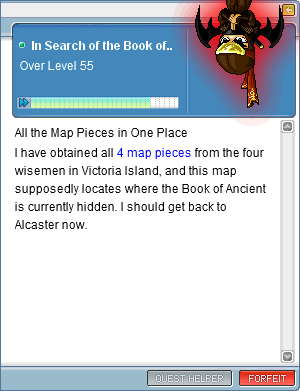 In Search of the Book of..
Over Level 55
All the Map Pieces in One Place
I have obtained all 4 map pieces from the four
wisemen in Victoria Island, and this map
supposedly locates where the Book of Ancient
is currently hidden. I should get back to
Alcaster now.
QUEST HELPER
FORFEIT